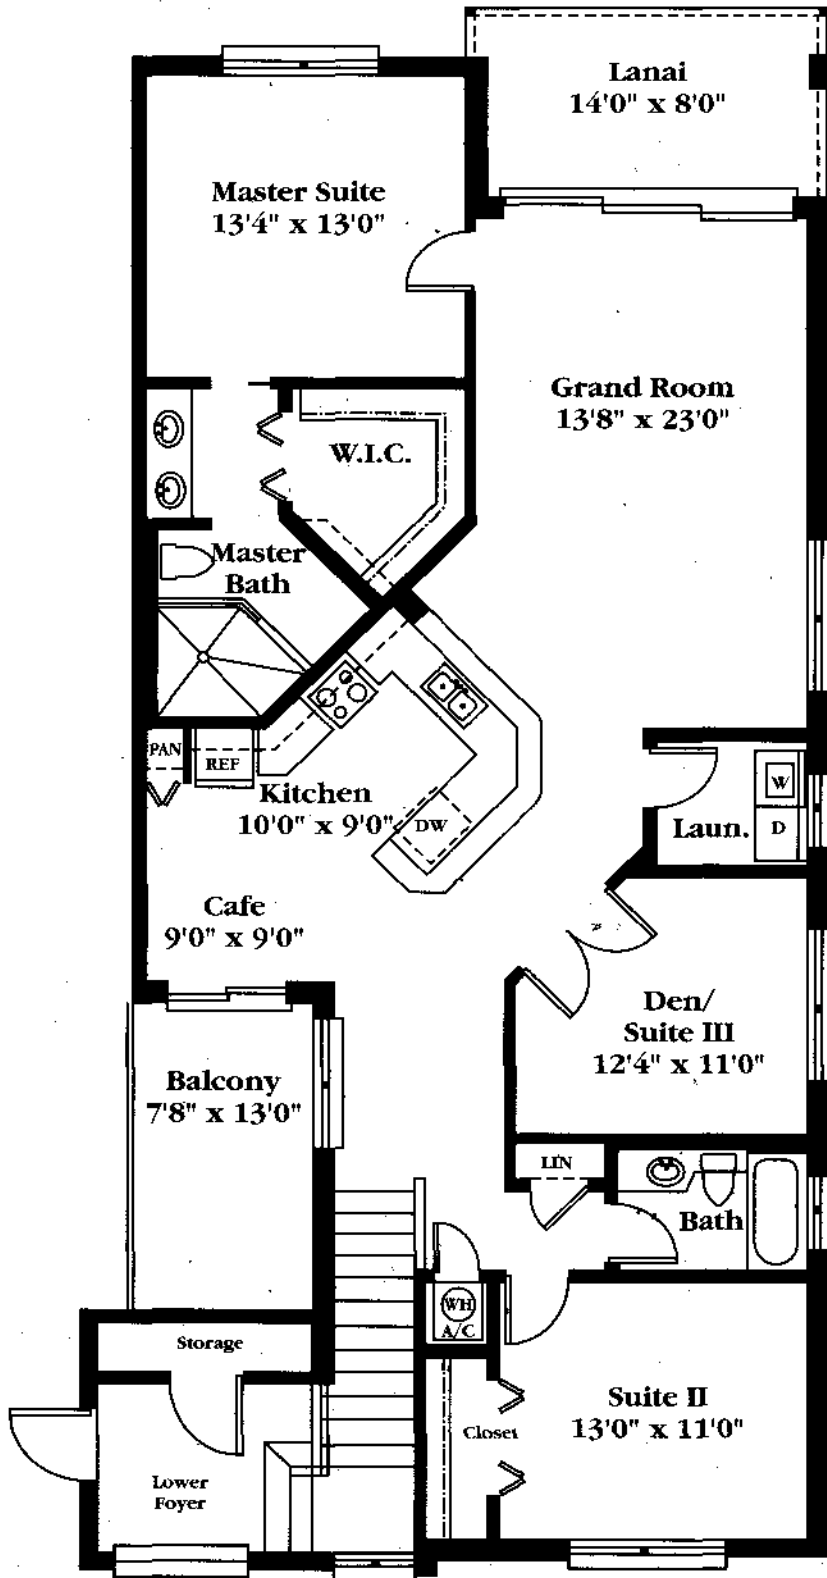 Lanai
14'0" x 8'0"
Master Suite
13'4" x 13'0"
Grand Room
13'8" x 23'0"
W.I.C.
Master
Bath
PAN
REF
Kitchen
10'0" x 9'0"
DW
W
D
Laun.
Cafe
9'0" x 9'0"
Den/
Suite III
12'4" x 11'0"
Balcony
7'8" x 13'0"
LIN
Bath
WH
A/C
Storage
Suite II
13'0" x 11'0"
Closet
Lower
Foyer